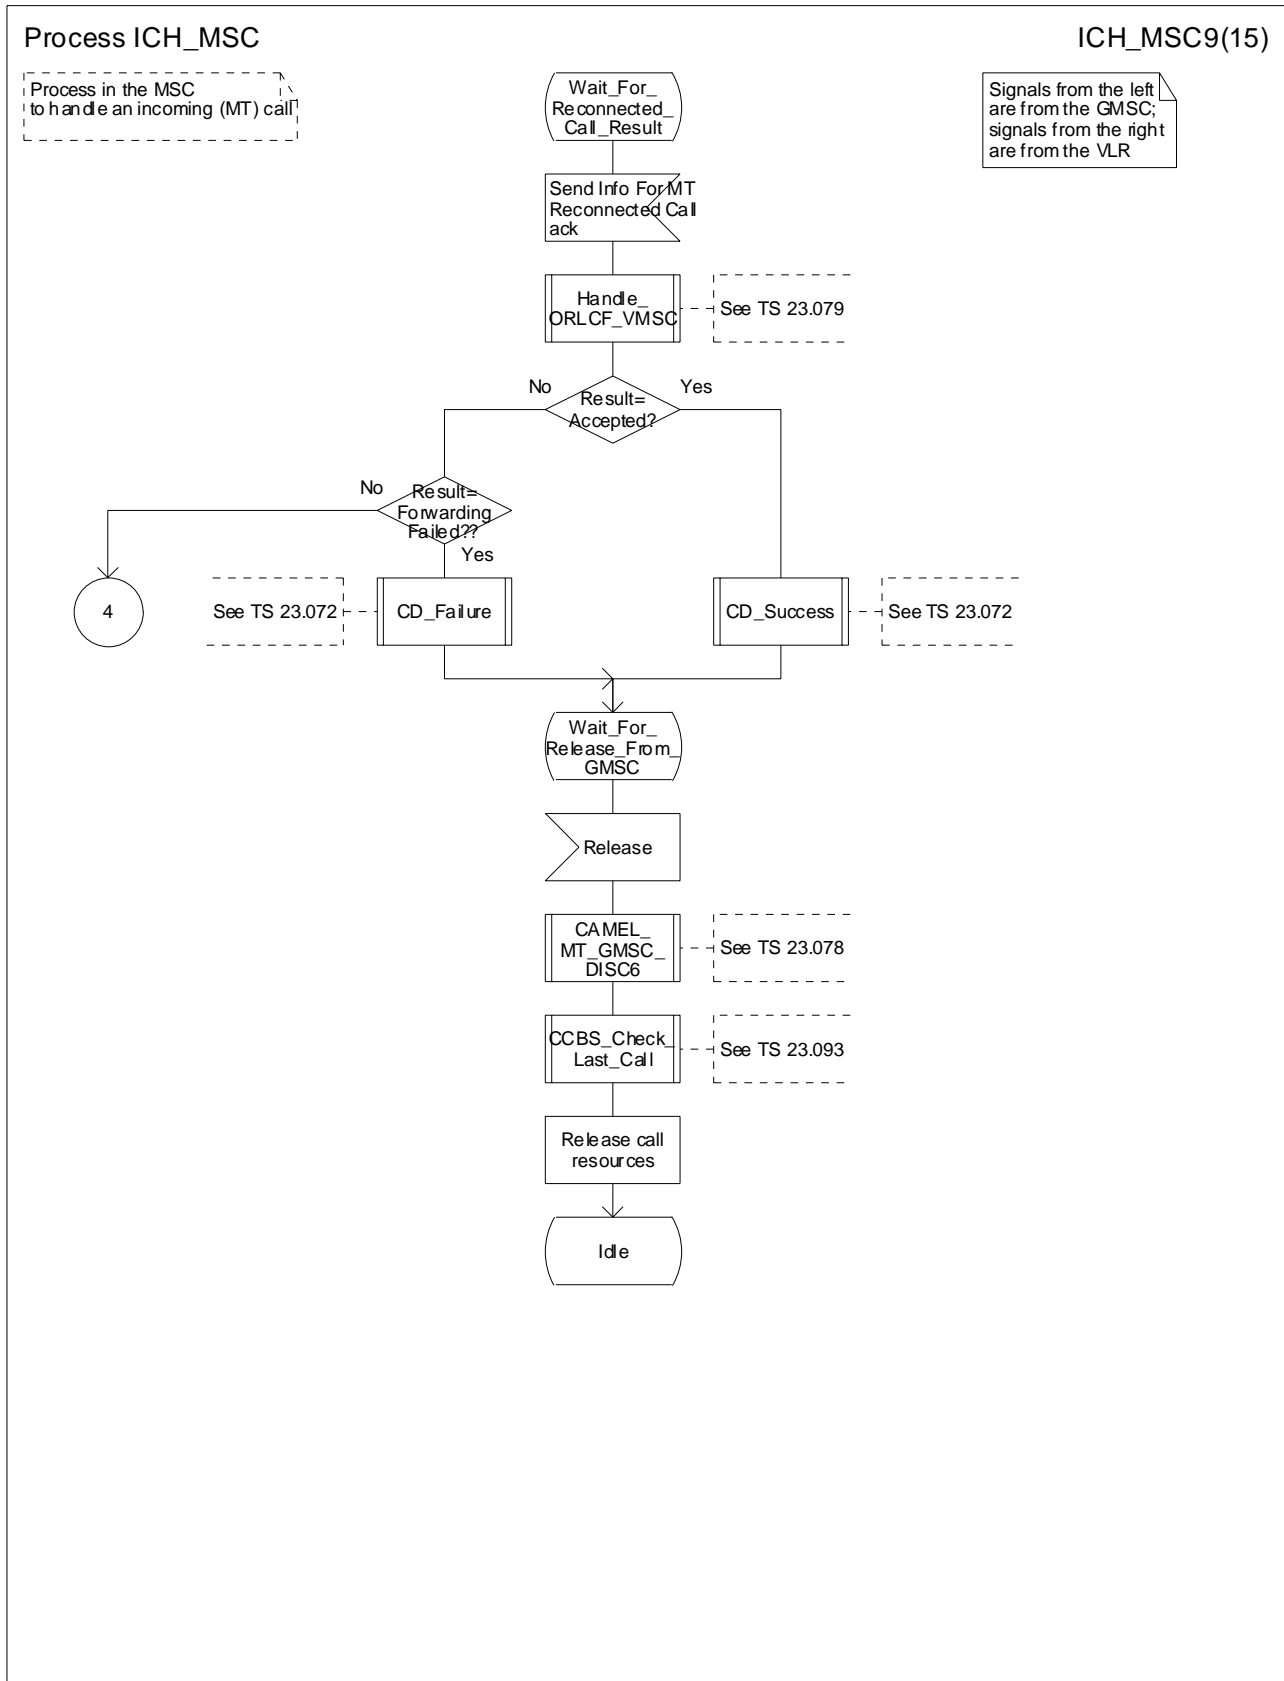 Process ICH_MSC
ICH_MSC9(15)
Process in the MSC
to handle an incoming (MT) call
Signals from the left
are from the GMSC;
signals from the right
are from the VLR
Wait_For_
Reconnected_
Call_Result
Send Info For MT
Reconnected Call
ack
Handle_
ORLCF_VMSC
See TS 23.079
No
Yes
Result=
Accepted?
No
Result=
Forwarding
Failed??
Yes
4
See TS 23.072
CD_Failure
CD_Success
See TS 23.072
Wait_For_
Release_From_
GMSC
Release
CAMEL_
MT_GMSC_
DISC6
See TS 23.078
CCBS_Check_
Last_Call
See TS 23.093
Release call
resources
Idle